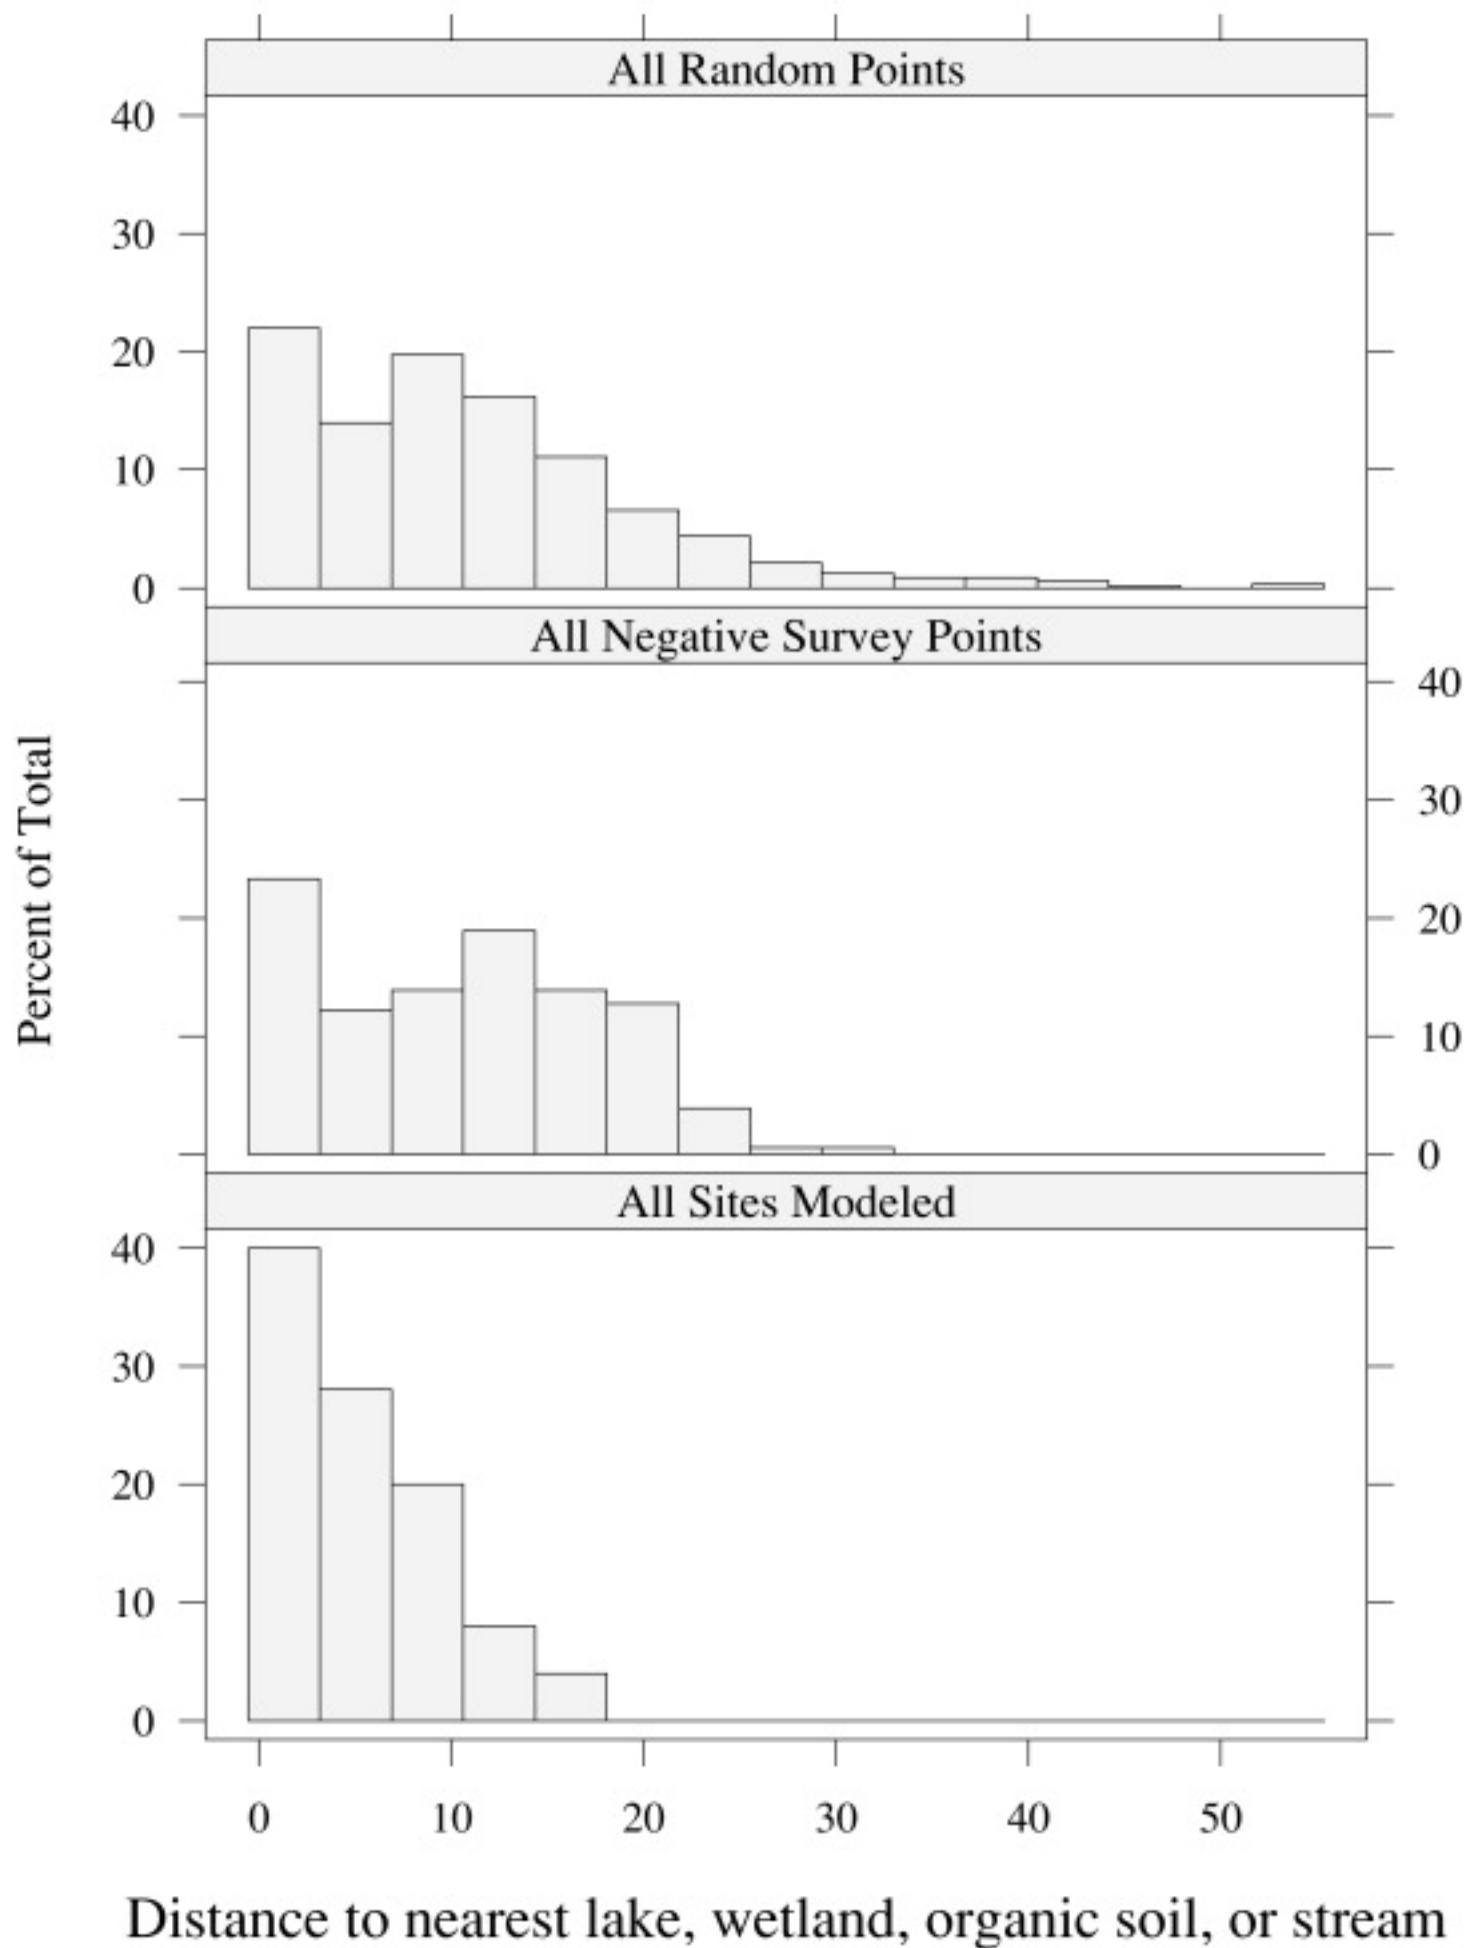 All Random Points
40
30
20
10
0
All Negative Survey Points
40
30
20
10
0
Percent of Total
All Sites Modeled
40
30
20
10
0
0 10 20 30 40 50
Distance to nearest lake, wetland, organic soil, or stream